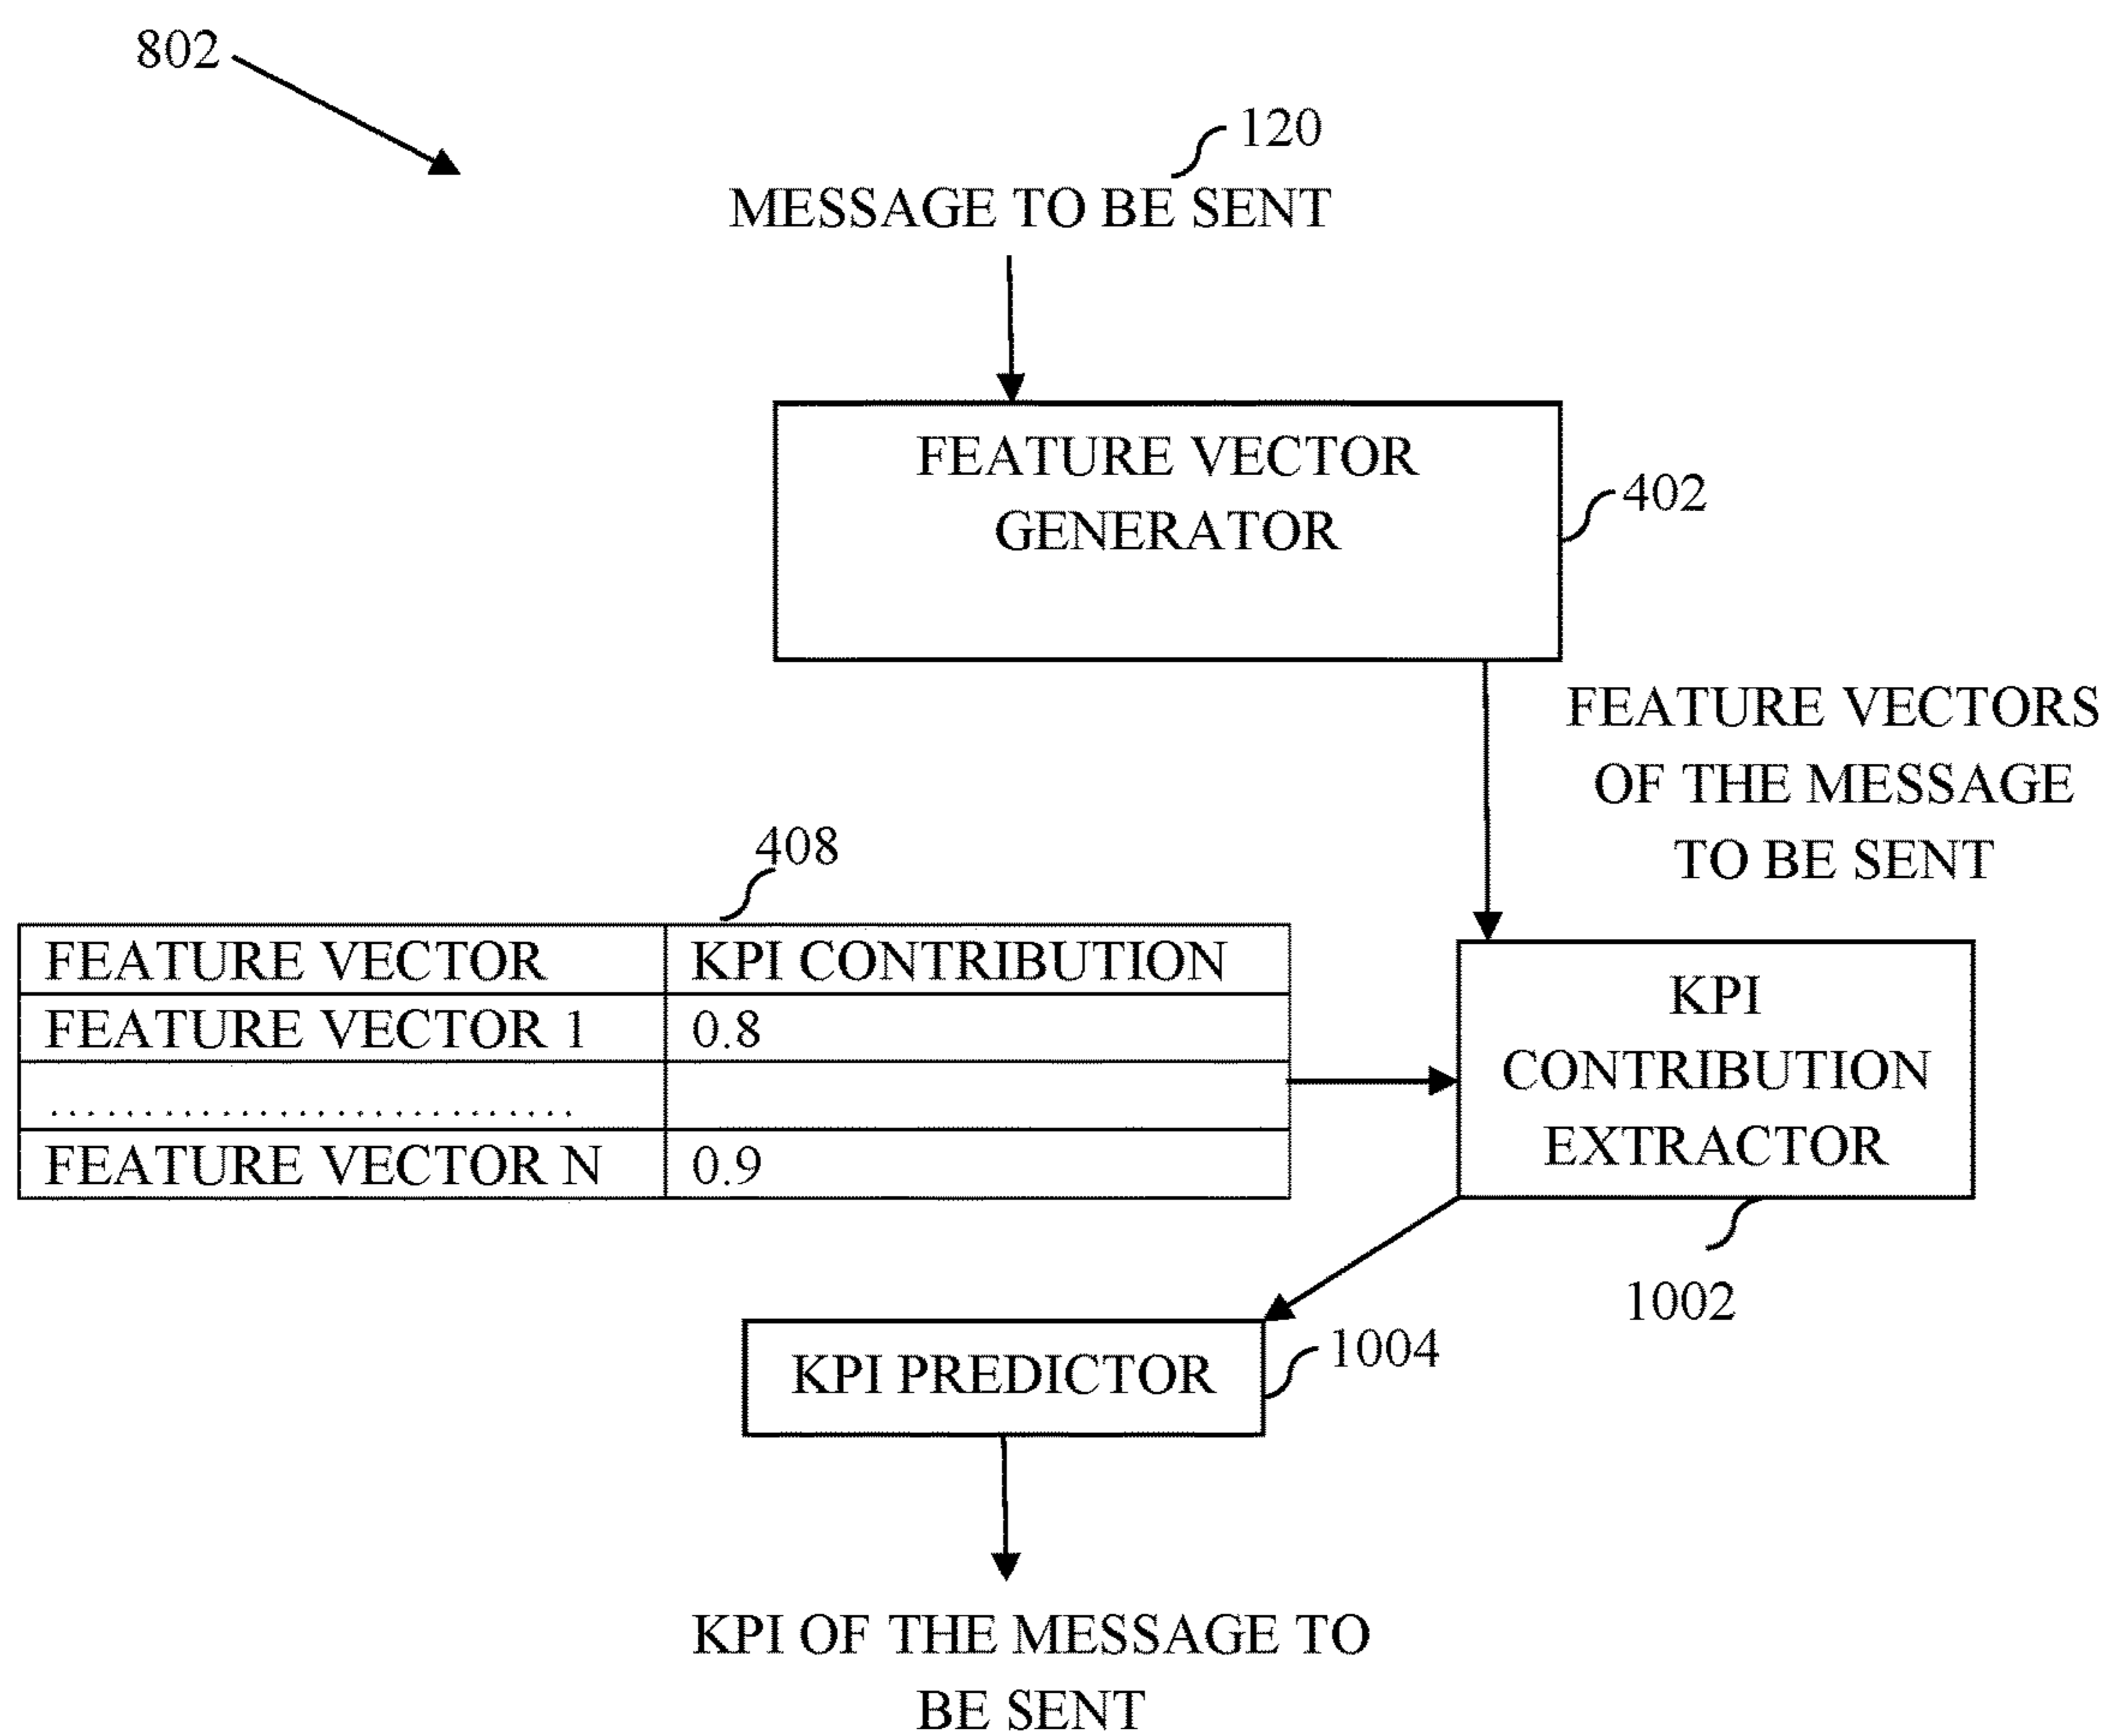 802
120
MESSAGE TO BE SENT
FEATURE VECTOR
GENERATOR
402
FEATURE VECTORS
OF THE MESSAGE
TO BE SENT
408
FEATURE VECTOR KPI CONTRIBUTION
FEATURE VECTOR 1 0.8
............................
FEATURE VECTOR N 0.9
KPI
CONTRIBUTION
EXTRACTOR
1002
KPI PREDICTOR
1004
KPI OF THE MESSAGE TO
BE SENT